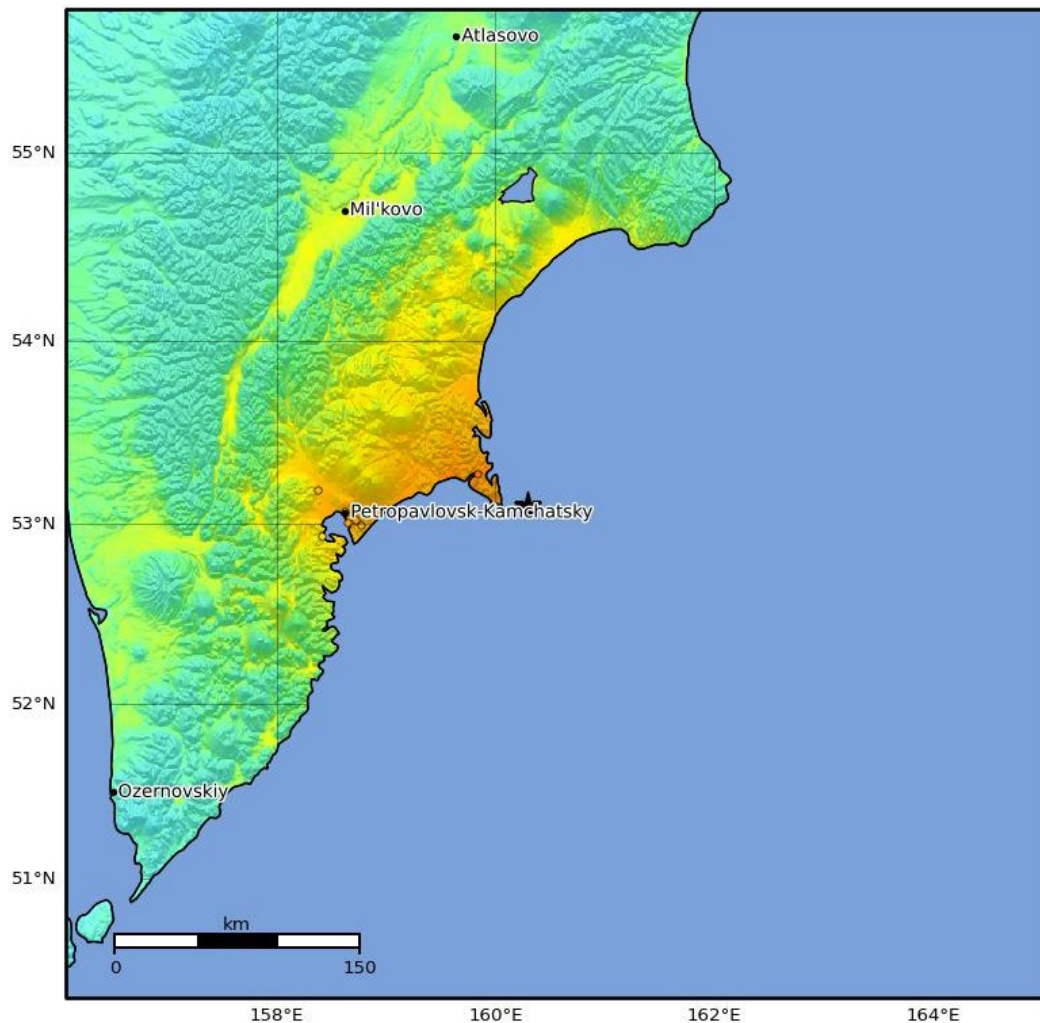 Atlasovo
55°N
Mil'kovo
54°N
53°N
Petropavlovsk-Kamchatsky
52°N
Ozernovskiy
51°N
km
0 150
158°E 160°E 162°E 164°E